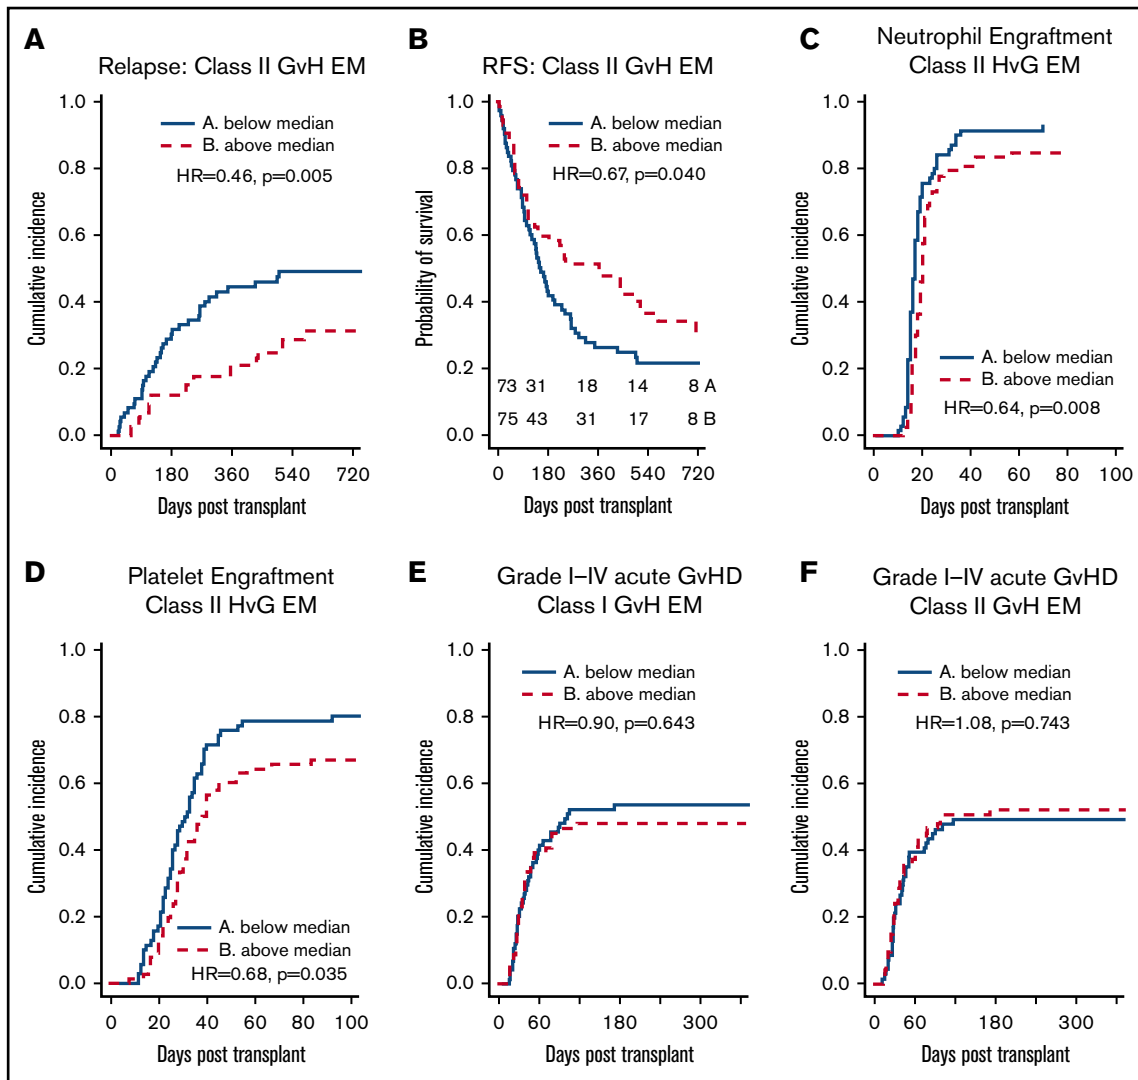 A
Relapse: Class II GvH EM
1.0
0.8
0.6
0.4
0.2
0.0
Cumulative incidence
A. below median
B. above median
HR=0.46, p=0.005
0 180 360 540 720
Days post transplant
B
RFS: Class II GvH EM
1.0
0.8
0.6
0.4
0.2
0.0
Probability of survival
A. below median
B. above median
HR=0.67, p=0.040
73 31 18 14 8 A
75 43 31 17 8 B
0 180 360 540 720
Days post transplant
C
Neutrophil Engraftment
Class II HvG EM
1.0
0.8
0.6
0.4
0.2
0.0
Cumulative incidence
A. below median
B. above median
HR=0.64, p=0.008
0 20 40 60 80 100
Days post transplant
D
Platelet Engraftment
Class II HvG EM
1.0
0.8
0.6
0.4
0.2
0.0
Cumulative incidence
A. below median
B. above median
HR=0.68, p=0.035
0 20 40 60 80 100
Days post transplant
E
Grade I–IV acute GvHD
Class I GvH EM
1.0
0.8
0.6
0.4
0.2
0.0
Cumulative incidence
A. below median
B. above median
HR=0.90, p=0.643
0 60 180 300
Days post transplant
F
Grade I–IV acute GvHD
Class II GvH EM
1.0
0.8
0.6
0.4
0.2
0.0
Cumulative incidence
A. below median
B. above median
HR=1.08, p=0.743
0 60 180 300
Days post transplant